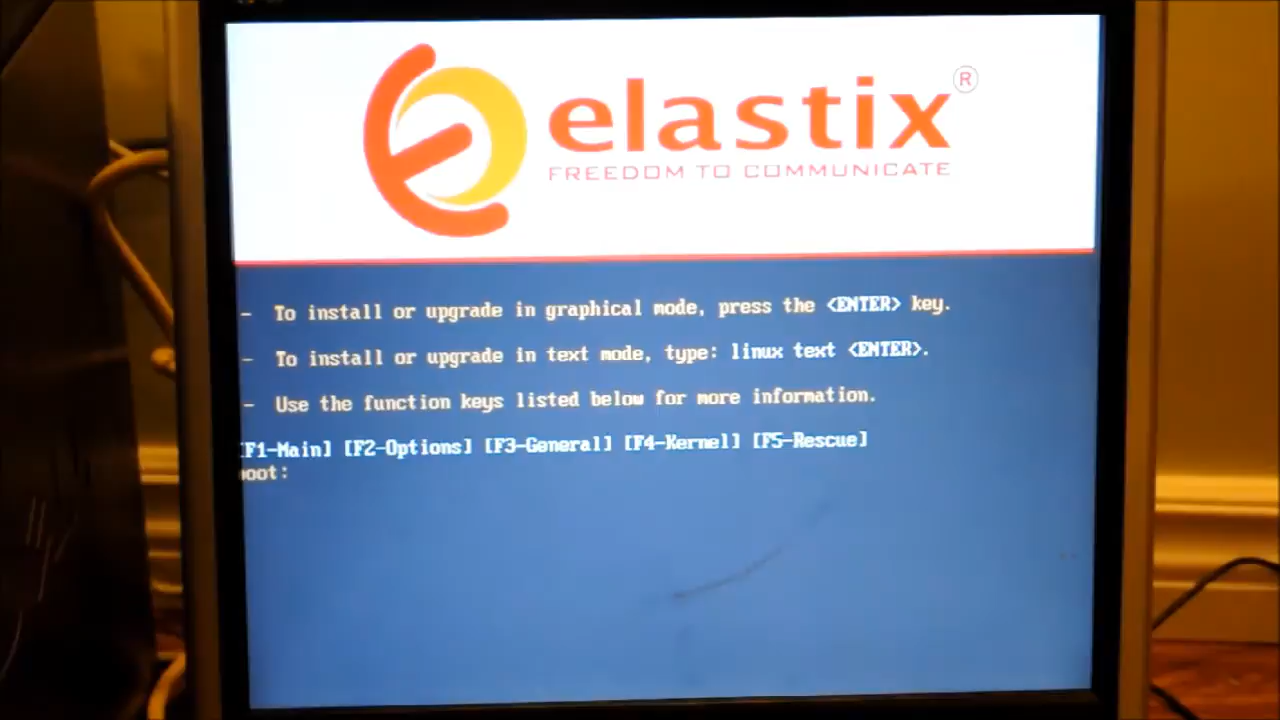 elastix ®
FREEDOM TO COMMUNICATE
- To install or upgrade in graphical mode, press the <ENTER> key.
- To install or upgrade in text mode, type: linux text <ENTER>.
- Use the function keys listed below for more information.
[F1-Main] [F2-Options] [F3-General] [F4-Kernel] [F5-Rescue]
boot: